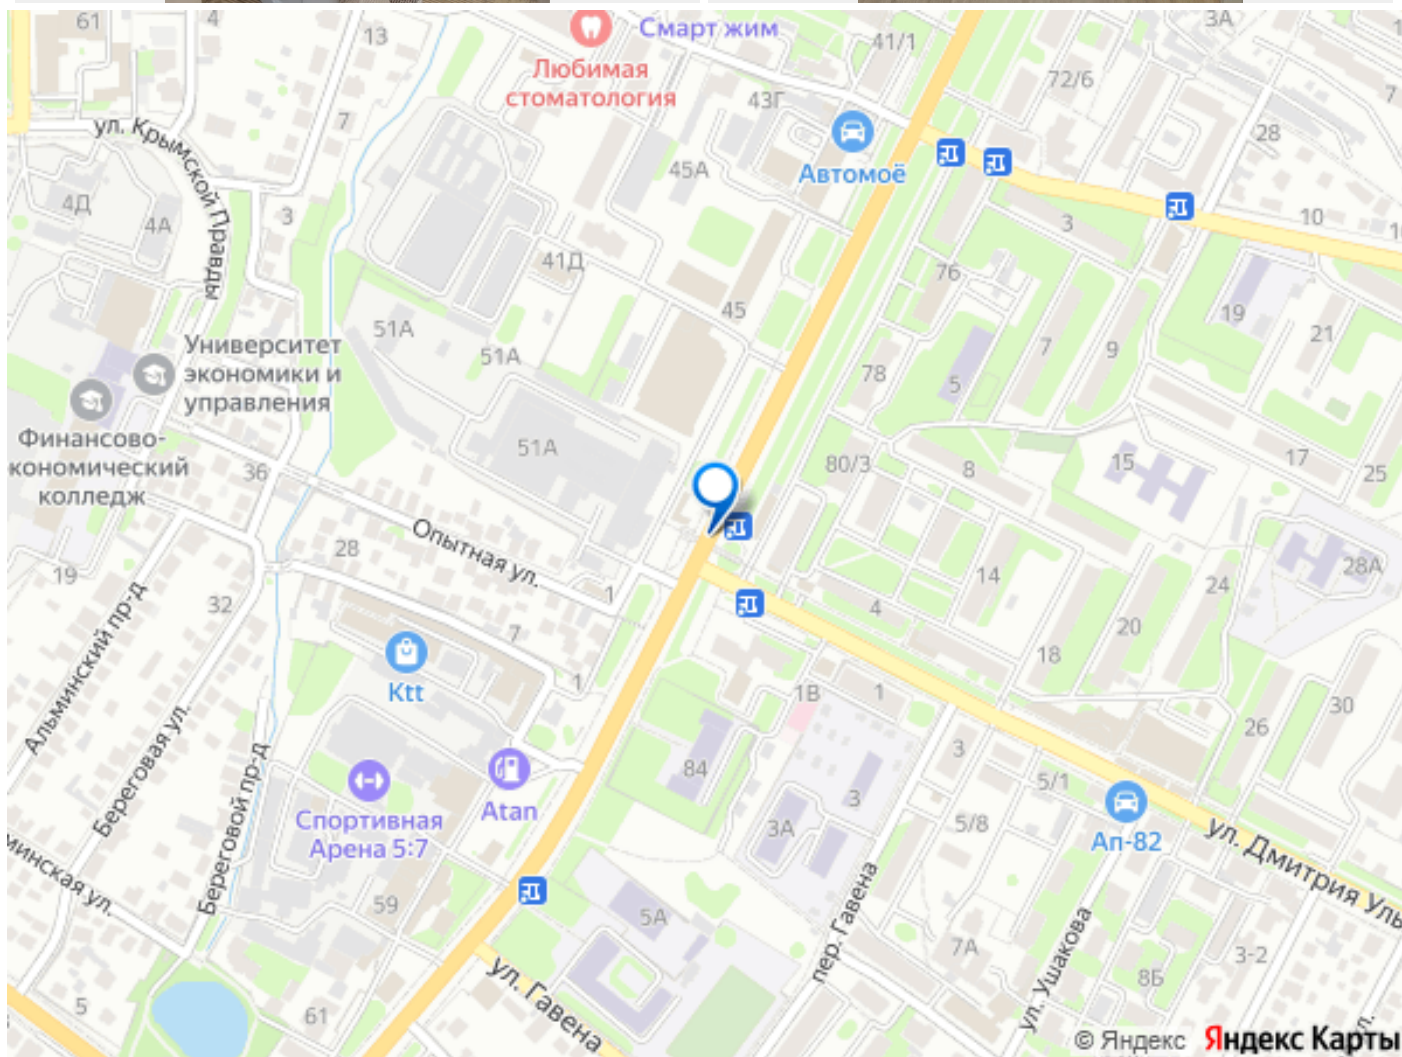 61
13
4
Смарт жим
41/1
3А
72/6
7
Любимая
стоматология
43Г
28
ул. Крымской Правды
7
Автомоё
45А
4Д
4А
3
3
10
41Д
76
19
21
51А
51А
45
7
9
Университет
экономики и
управления
78
5
Финансово-
кономический
колледж
36
51А
80/3
8
15
17
25
Опытная ул.
28
19
32
1
7
14
4
24
28А
20
18
Ktt
1
1В
1
30
26
Альминский пр-д
Береговая ул.
Береговой пр-д
84
3
5/1
Atan
3
3А
5/8
Ап-82
Спортивная
Арена 5:7
ул. Дмитрия Уль
минская ул.
59
5А
пер. Гавена
7А
ул. Ушакова
8Б
3-2
5
61
ул. Гавена
ул.
© Яндекс Яндекс Карты